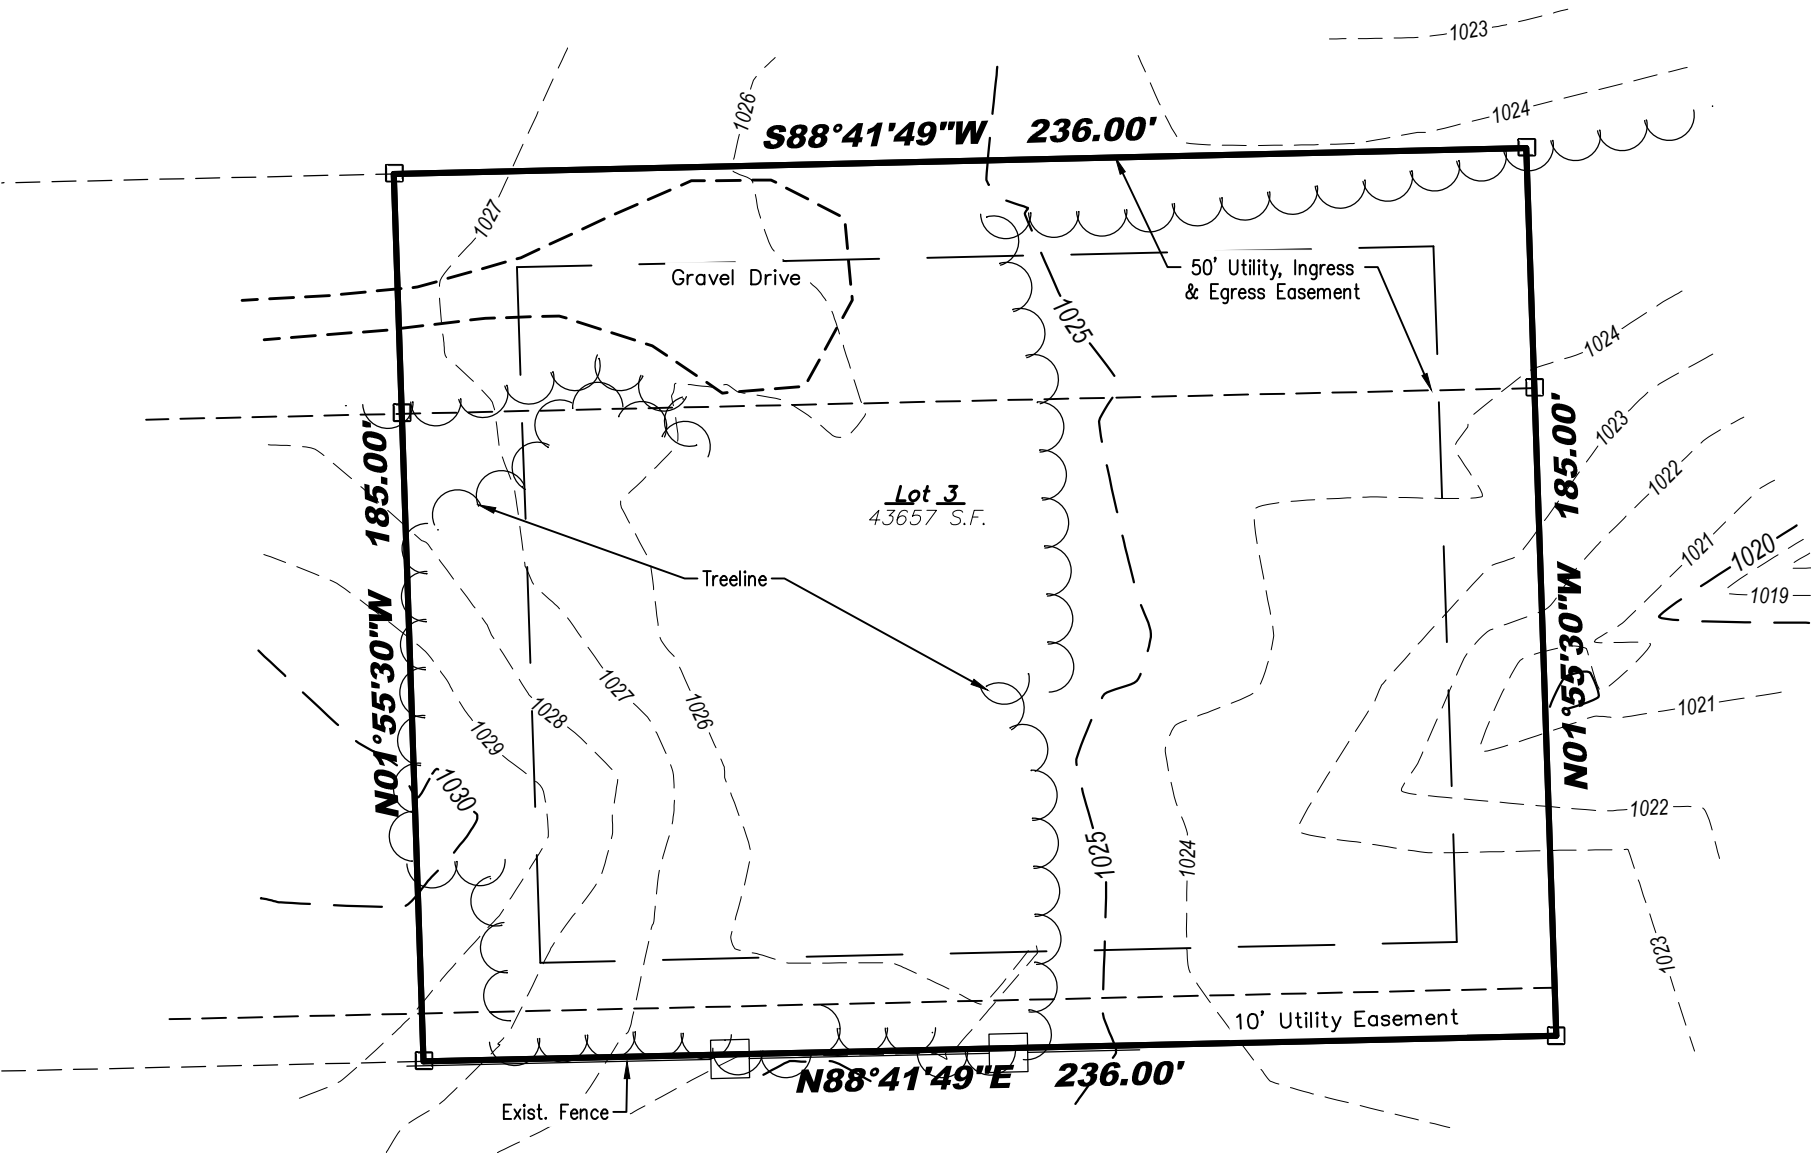 1023
1024
1026
S88°41'49"W 236.00'
1027
Gravel Drive
50' Utility, Ingress
& Egress Easement
1025
1024
1023
185.00'
185.00'
1022
Lot 3
43657 S.F.
1021
1020
1019
Treeline
N01°55'30"W
N01°55'30"W
1027
1028
1026
1029
1021
1030
1022
1025
1024
1023
10' Utility Easement
N88°41'49"E 236.00'
Exist. Fence